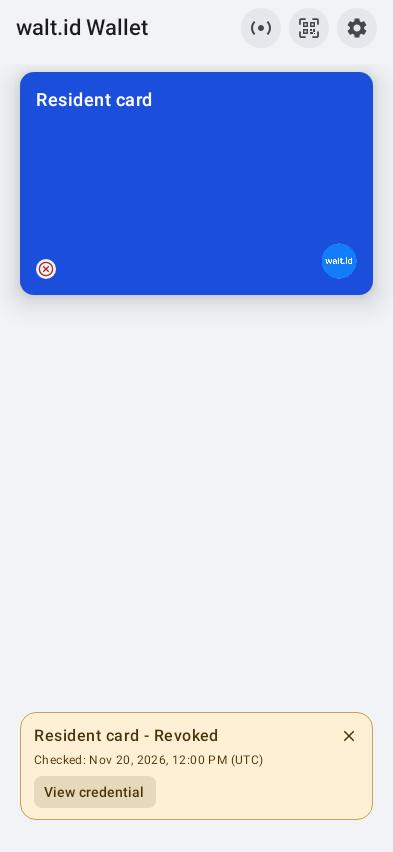 walt.id Wallet
Resident card
walt.id
Resident card - Revoked
Checked: Nov 20, 2026, 12:00 PM (UTC)
View credential